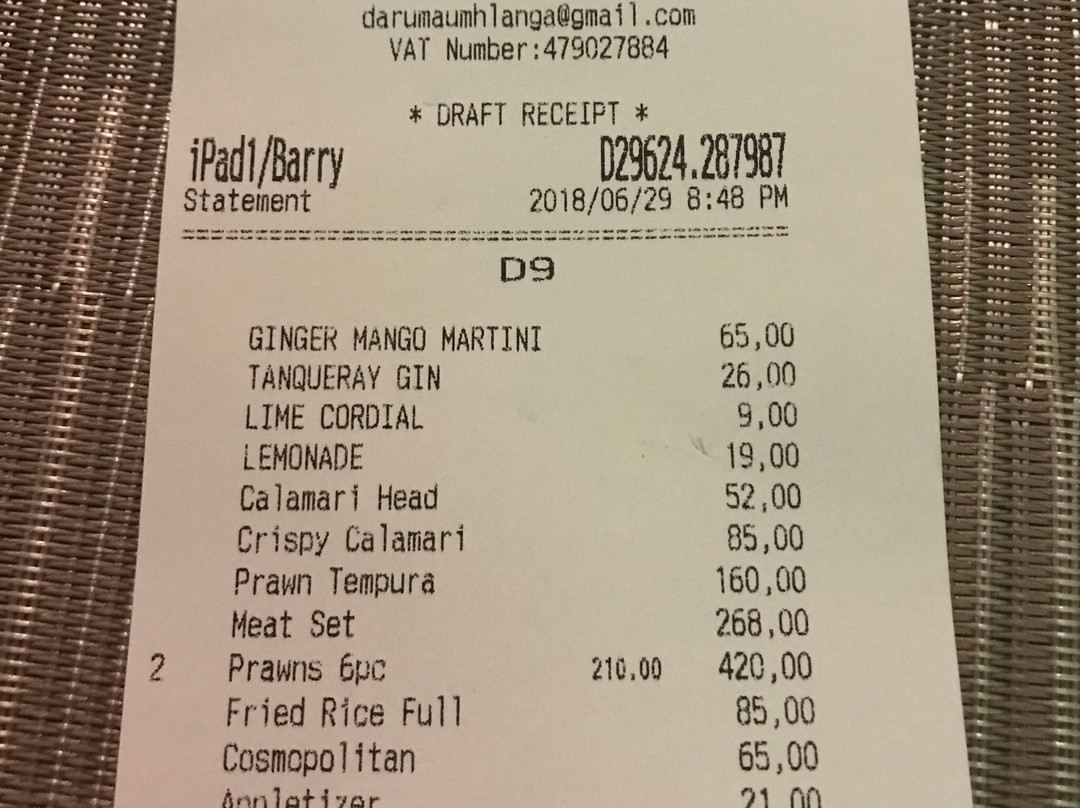 darumaumhlanga@gmail.com
VAT Number:479027884
* DRAFT RECEIPT *
iPad1/Barry D29624.287987
Statement 2018/06/29 8:48 PM
D9
GINGER MANGO MARTINI 65,00
TANQUERAY GIN 26,00
LIME CORDIAL 9,00
LEMONADE 19,00
Calamari Head 52,00
Crispy Calamari 85,00
Prawn Tempura 160,00
Meat Set 268,00
2 Prawns 6pc 210.00 420,00
Fried Rice Full 85,00
Cosmopolitan 65,00
Appletizer 21,00